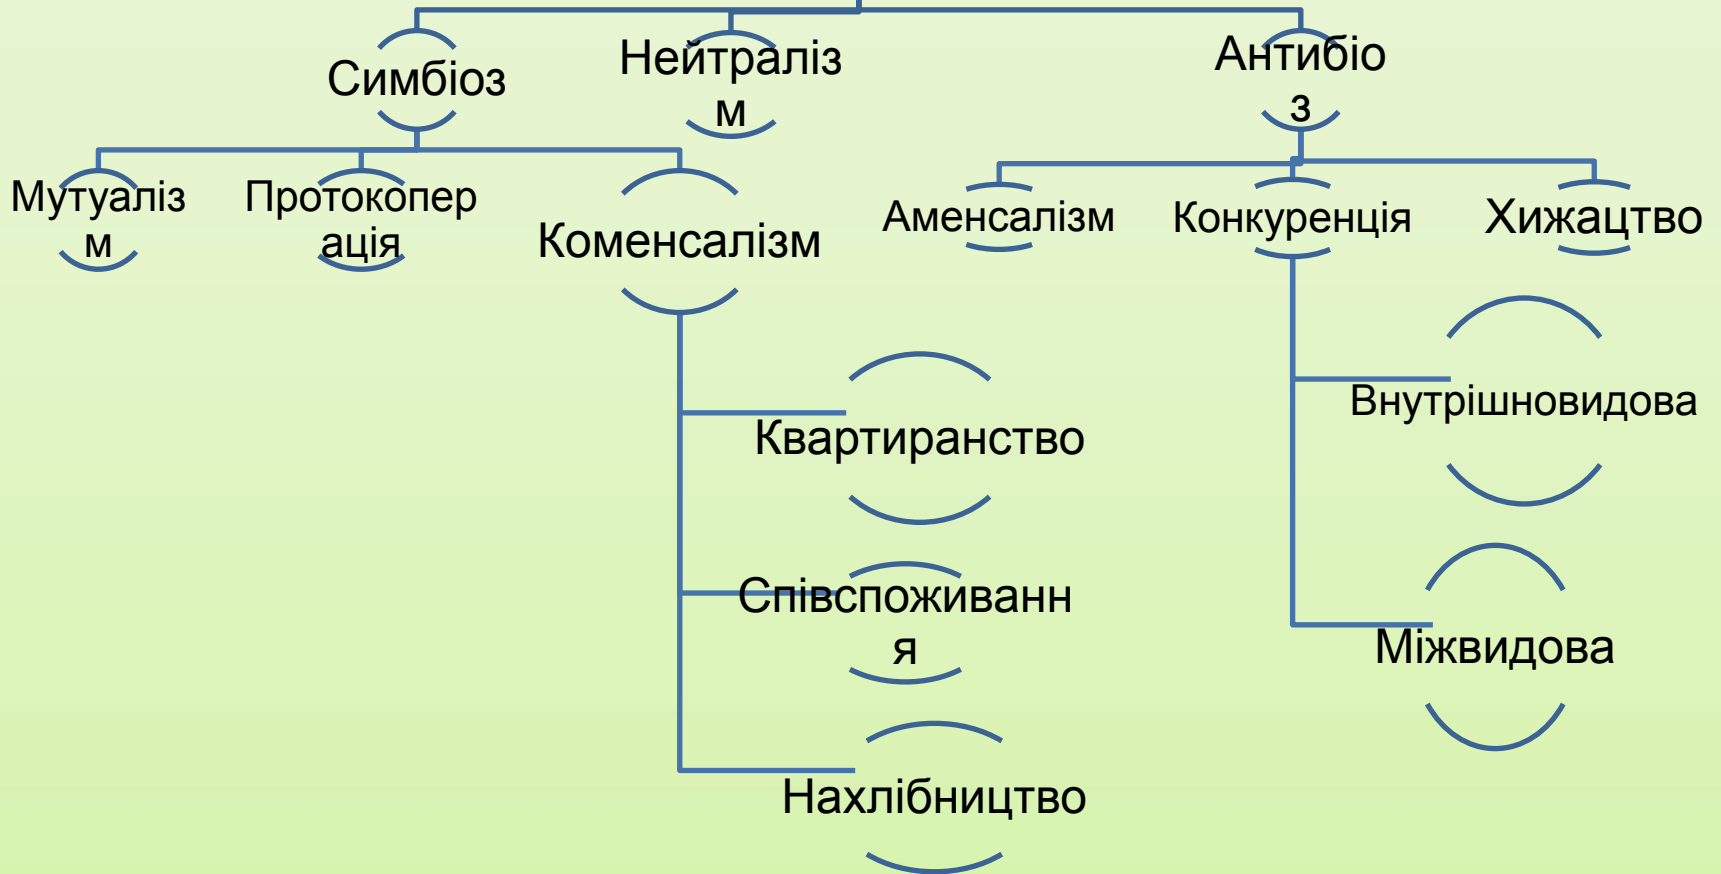 Симбіоз
Нейтраліз
м
Антибіо
з
Мутуаліз
м
Протокопер
ація
Коменсалізм
Аменсалізм
Конкуренція
Хижацтво
Квартиранство
Співспоживанн
я
Нахлібництво
Внутрішновидова
Міжвидова